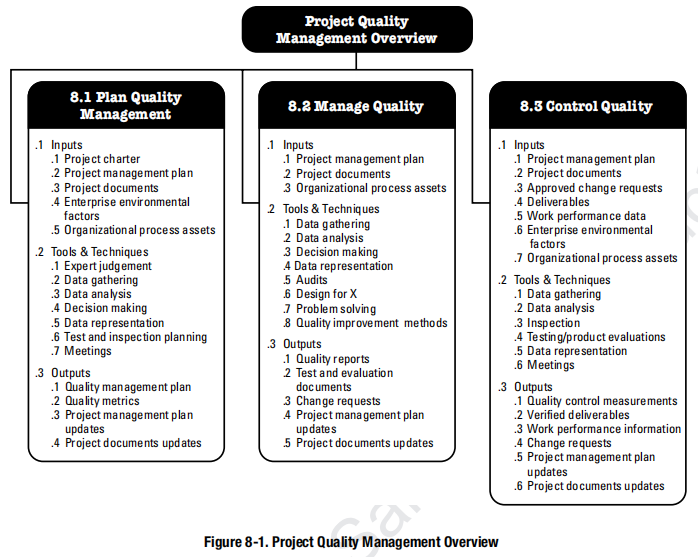 Project Quality
Management Overview
8.1 Plan Quality
Management
.1 Inputs
.1 Project charter
.2 Project management plan
.3 Project documents
.4 Enterprise environmental
factors
.5 Organizational process assets
.2 Tools & Techniques
.1 Expert judgement
.2 Data gathering
.3 Data analysis
.4 Decision making
.5 Data representation
.6 Test and inspection planning
.7 Meetings
.3 Outputs
.1 Quality management plan
.2 Quality metrics
.3 Project management plan
updates
.4 Project documents updates
8.2 Manage Quality
.1 Inputs
.1 Project management plan
.2 Project documents
.3 Organizational process assets
.2 Tools & Techniques
.1 Data gathering
.2 Data analysis
.3 Decision making
.4 Data representation
.5 Audits
.6 Design for X
.7 Problem solving
.8 Quality improvement methods
.3 Outputs
.1 Quality reports
.2 Test and evaluation
documents
.3 Change requests
.4 Project management plan
updates
.5 Project documents updates
8.3 Control Quality
.1 Inputs
.1 Project management plan
.2 Project documents
.3 Approved change requests
.4 Deliverables
.5 Work performance data
.6 Enterprise environmental
factors
.7 Organizational process assets
.2 Tools & Techniques
.1 Data gathering
.2 Data analysis
.3 Inspection
.4 Testing/product evaluations
.5 Data representation
.6 Meetings
.3 Outputs
.1 Quality control measurements
.2 Verified deliverables
.3 Work performance information
.4 Change requests
.5 Project management plan
updates
.6 Project documents updates
Figure 8-1. Project Quality Management Overview